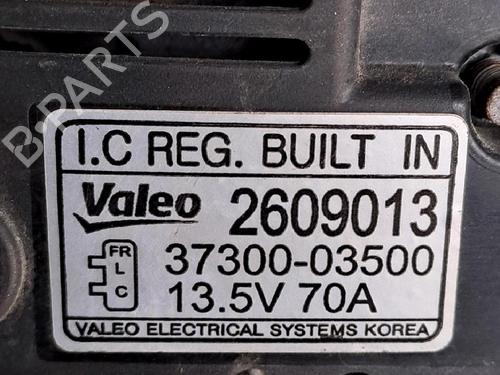 B-PARTS
I.C REG. BUILT IN
Valeo 2609013
FR
L
C
37300-03500
13.5V 70A
VALEO ELECTRICAL SYSTEMS KOREA